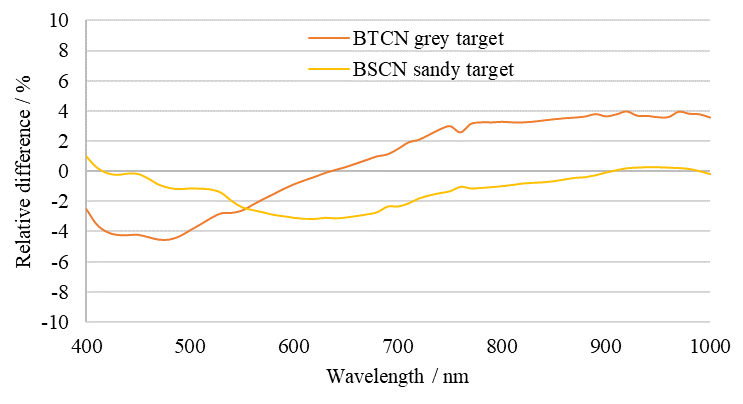 10
8
6
4
2
0
-2
-4
-6
-8
-10
Relative difference / %
BTCN grey target
BSCN sandy target
400 500 600 700 800 900 1000
Wavelength / nm